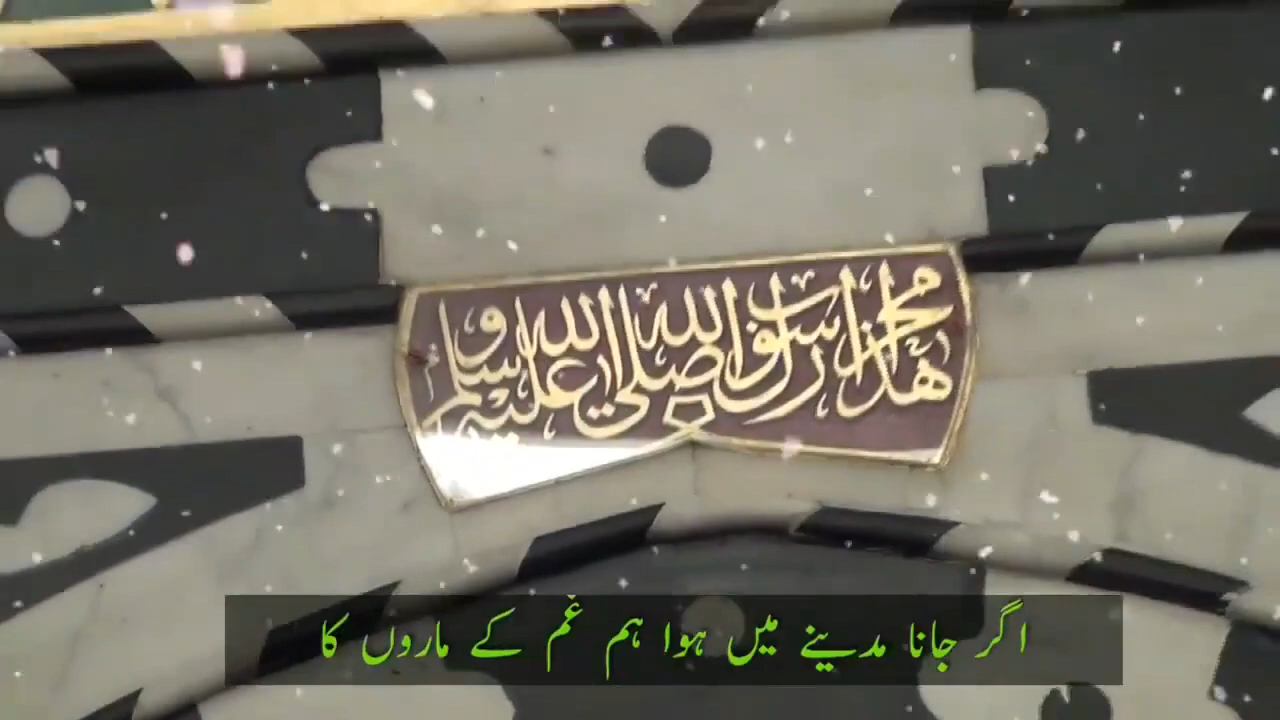 هذا محمد رسول الله صلى الله عليه وسلم
اگر جانا مدینے میں ہوا ہم غم کے ماروں کا